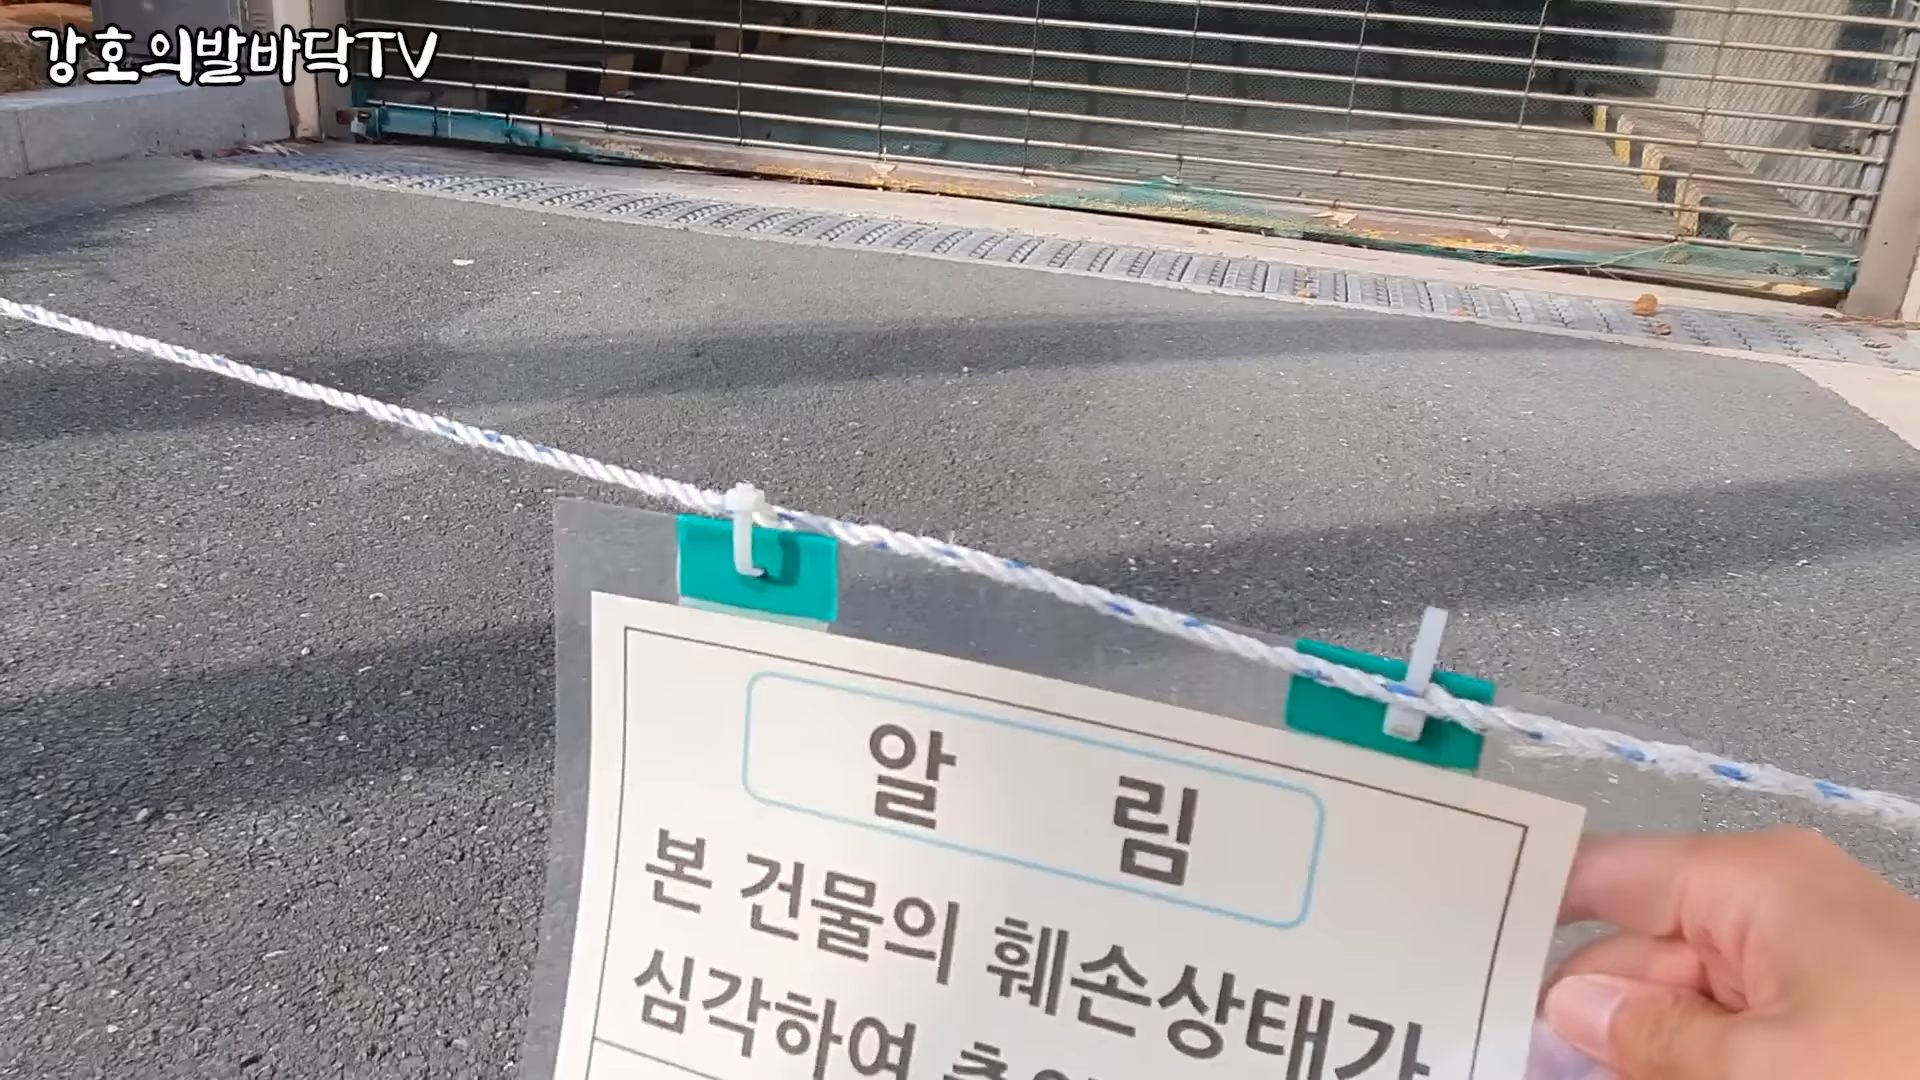 강호의발바닥TV
알 림
본 건물의 훼손상태가
심각하여